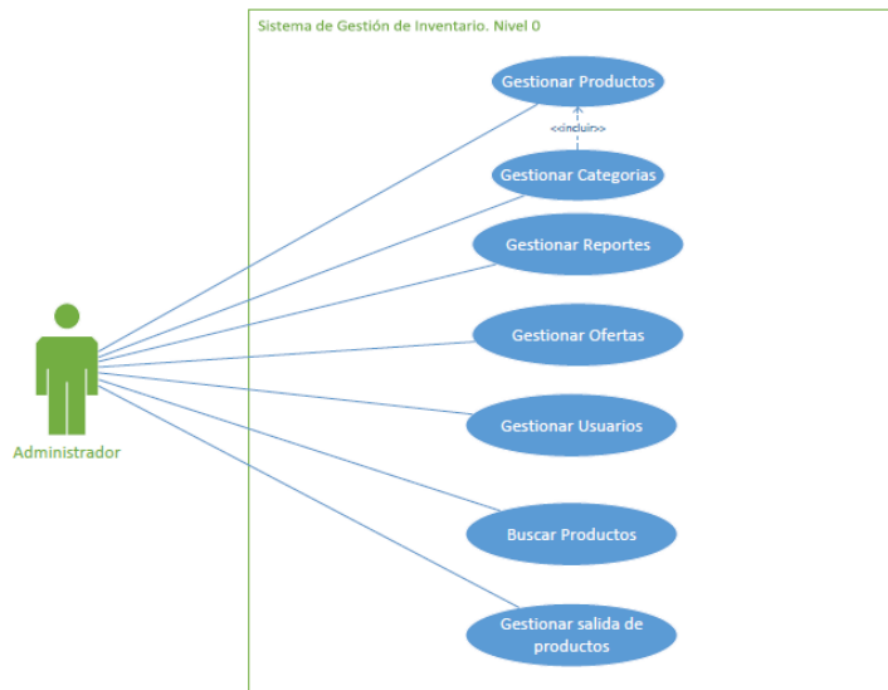 Sistema de Gestión de Inventario. Nivel 0
Gestionar Productos
<<incluir>>
Gestionar Categorias
Gestionar Reportes
Gestionar Ofertas
Gestionar Usuarios
Administrador
Buscar Productos
Gestionar salida de
productos